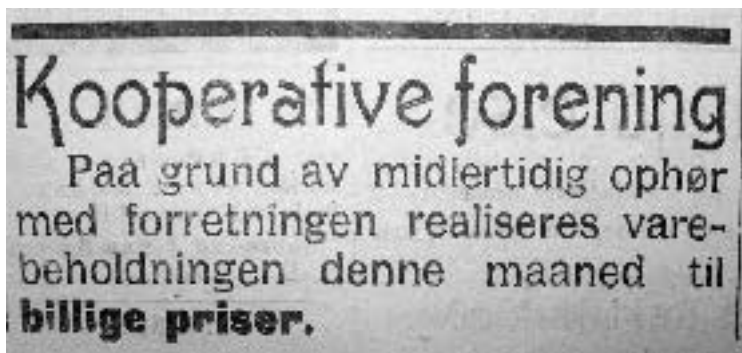 Kooperative forening
Paa grund av midlertidig ophør
med forretningen realiseres vare-
beholdningen denne maaned til
billige priser.